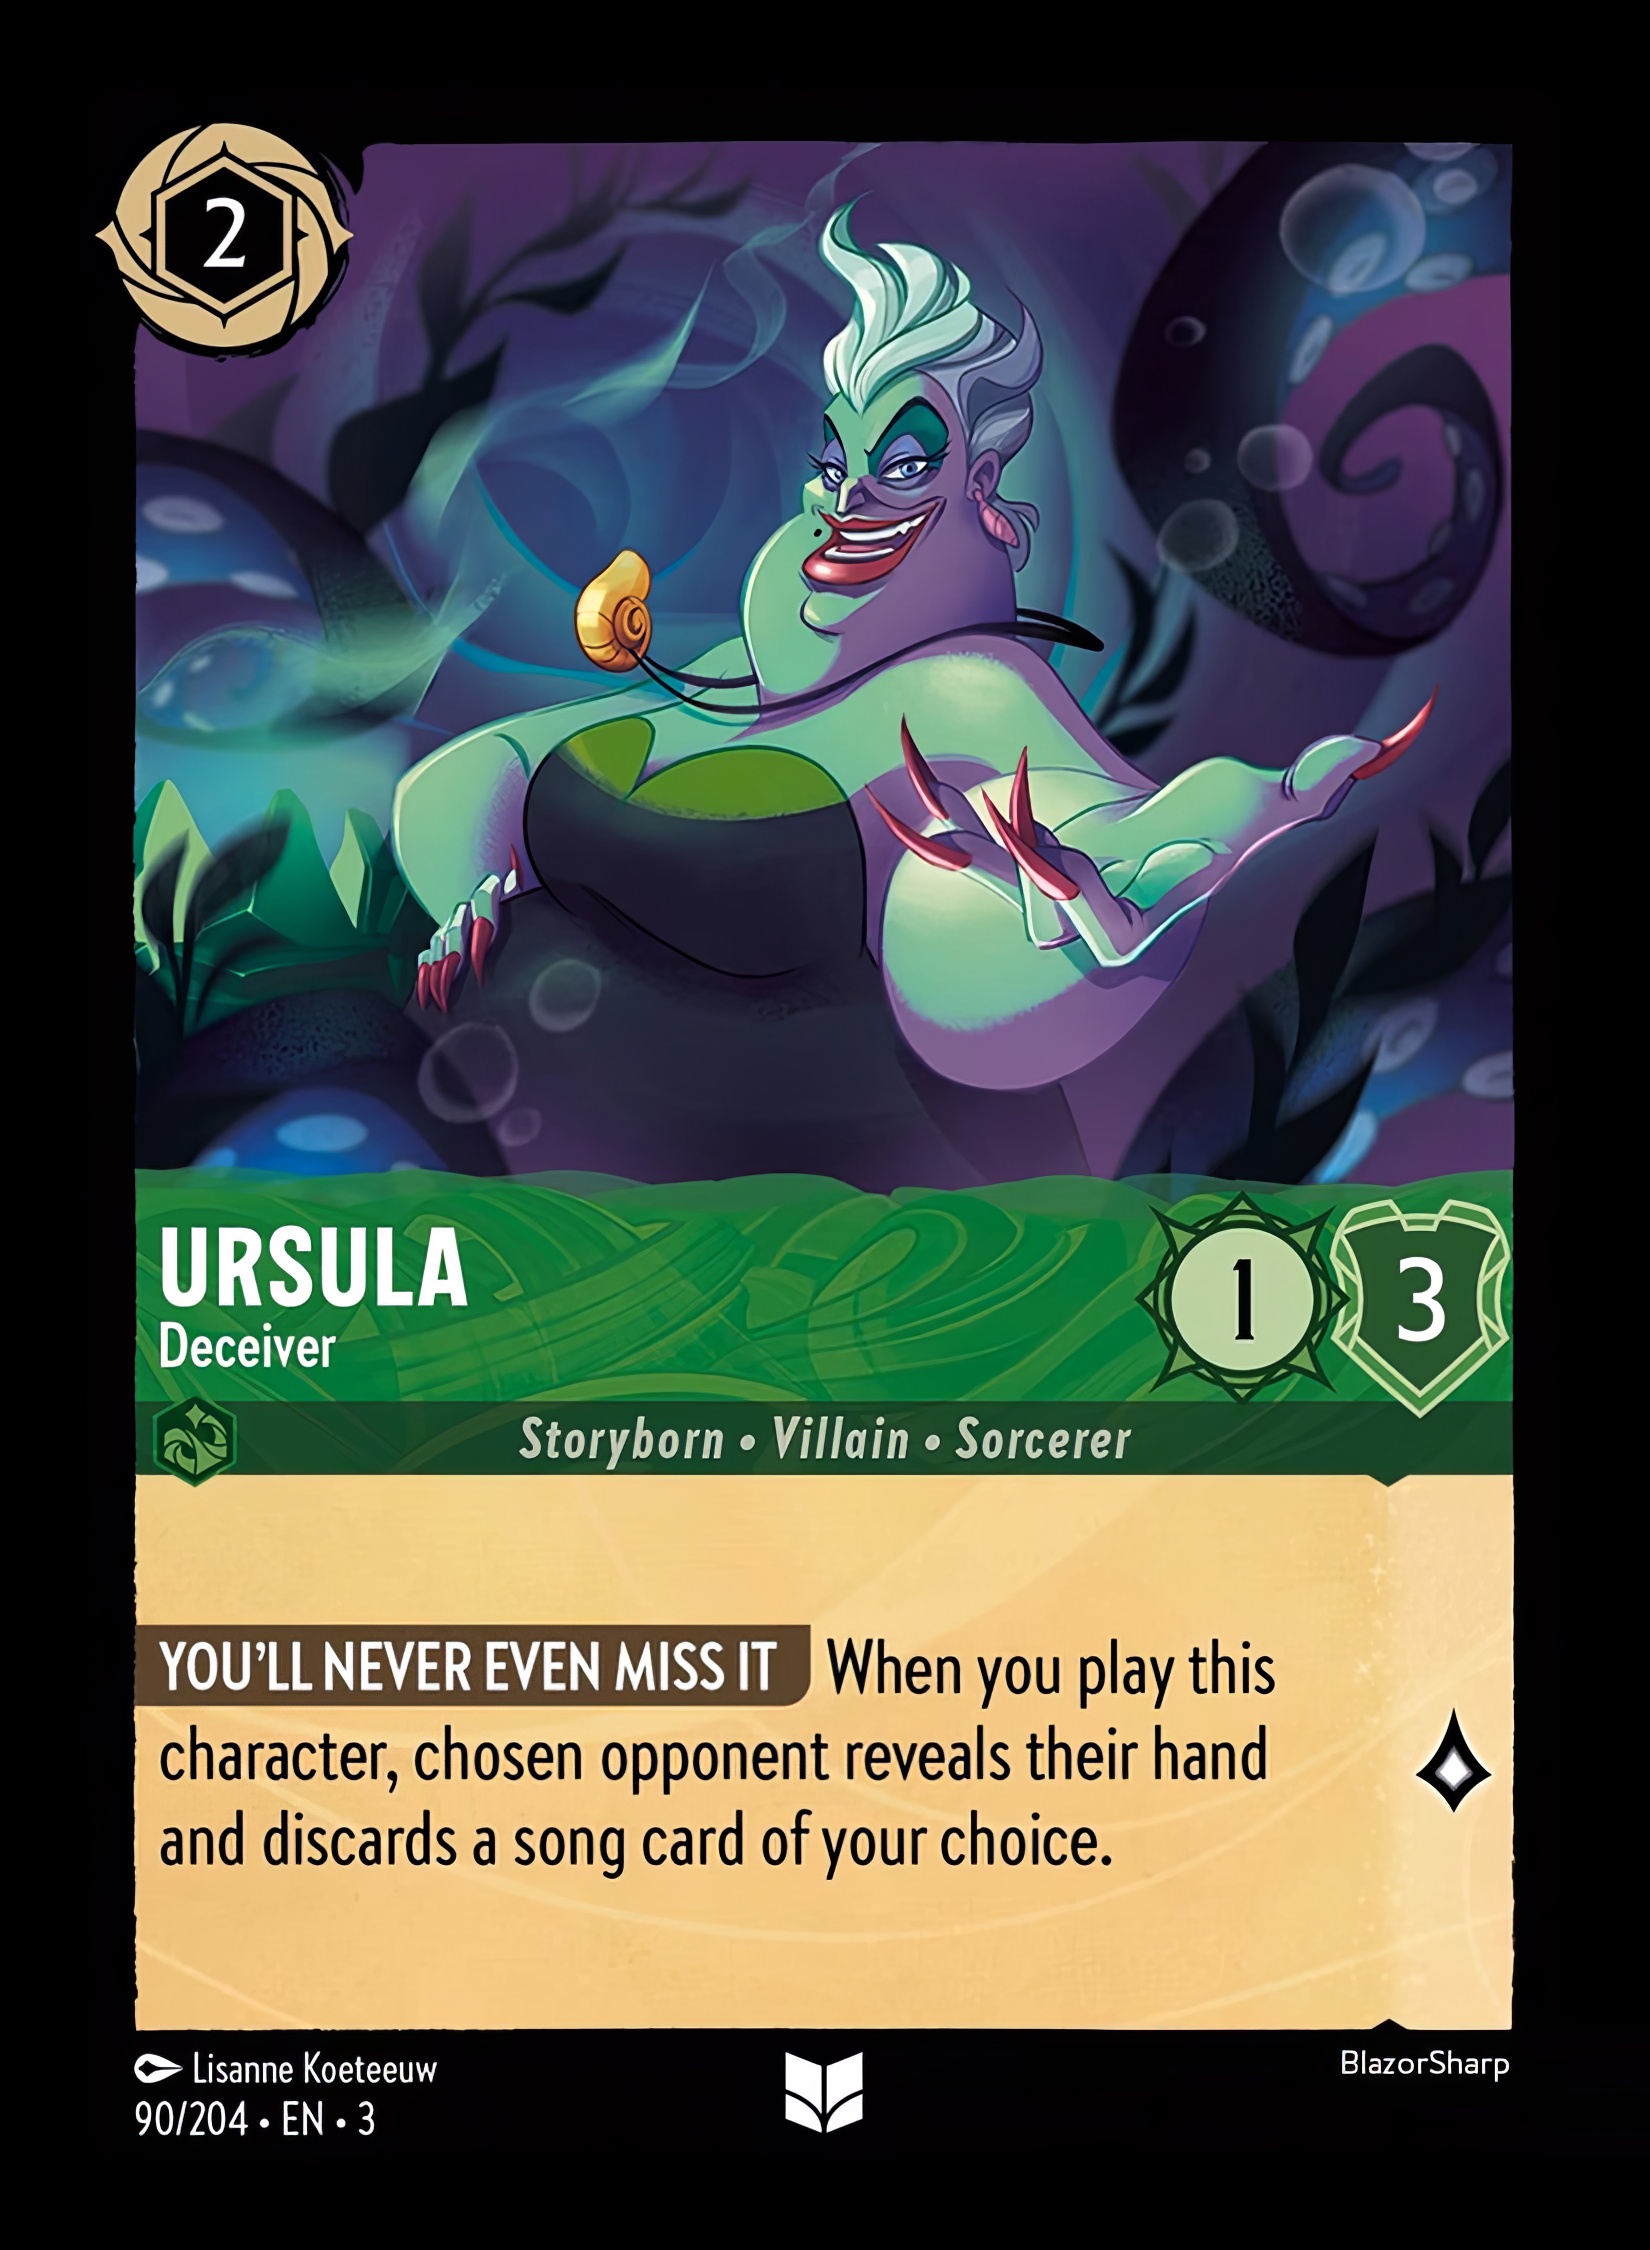 2
URSULA
Deceiver
1
3
Storyborn • Villain • Sorcerer
YOU'LL NEVER EVEN MISS IT When you play this
character, chosen opponent reveals their hand
and discards a song card of your choice.
Lisanne Koeteeuw
BlazorSharp
90/204 • EN • 3